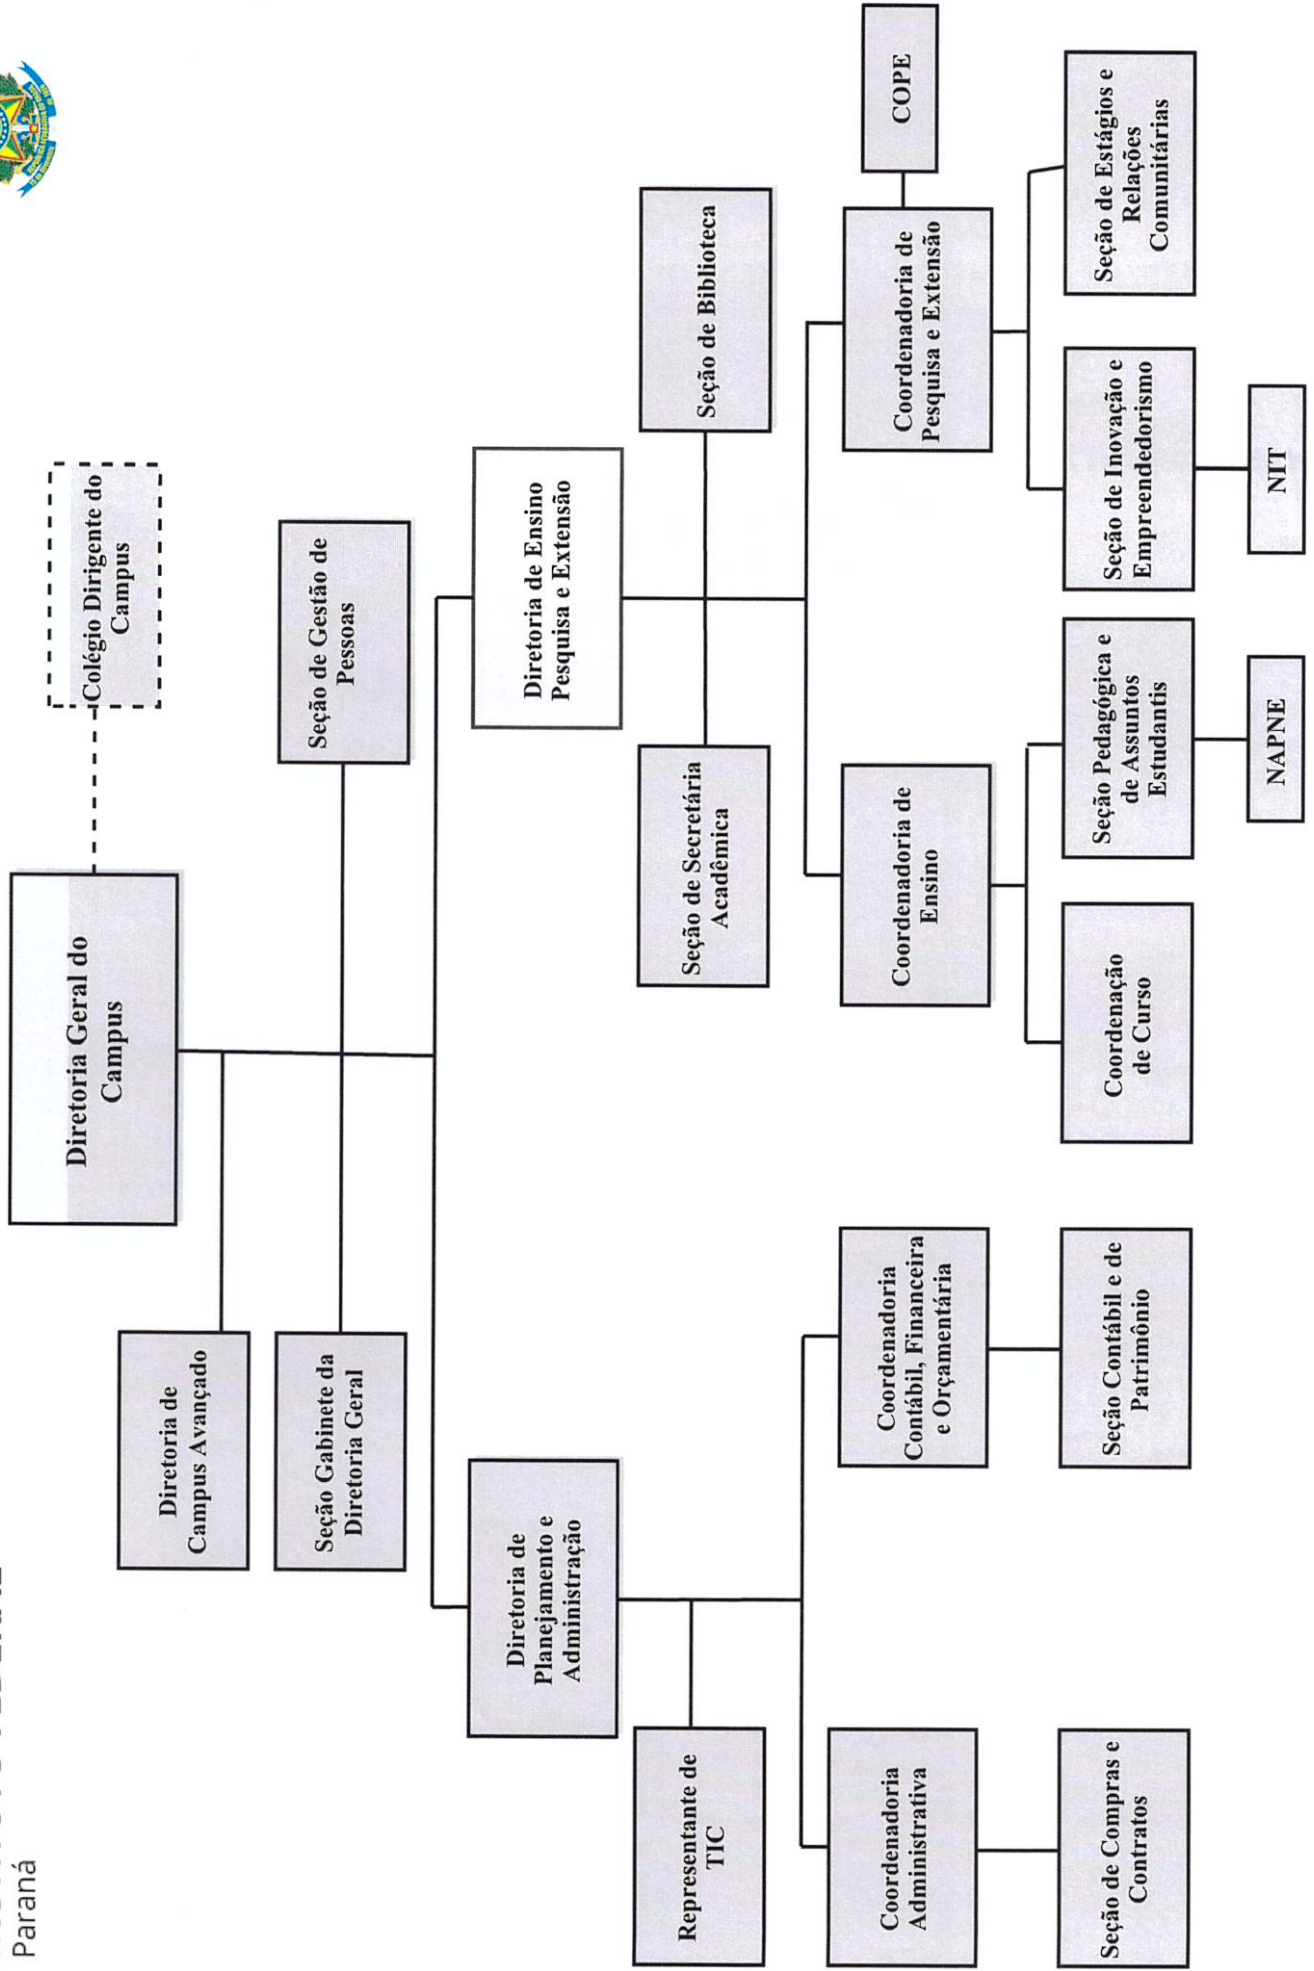 Paraná
Diretoria Geral do
Campus
Colégio Dirigente do
Campus
Diretoria de
Campus Avançado
Seção Gabinete da
Diretoria Geral
Seção de Gestão de
Pessoas
Diretoria de
Planejamento e
Administração
Diretoria de Ensino
Pesquisa e Extensão
Representante de
TIC
Seção de Secretária
Acadêmica
Seção de Biblioteca
Coordenadoria
Administrativa
Coordenadoria
Contábil, Financeira
e Orçamentária
Coordenadoria de
Ensino
Coordenadoria de
Pesquisa e Extensão
COPE
Seção de Compras e
Contratos
Seção Contábil e de
Patrimônio
Coordenação
de Curso
Seção Pedagógica e
de Assuntos
Estudantis
Seção de Inovação e
Empreendedorismo
Seção de Estágios e
Relações
Comunitárias
NAPNE
NIT